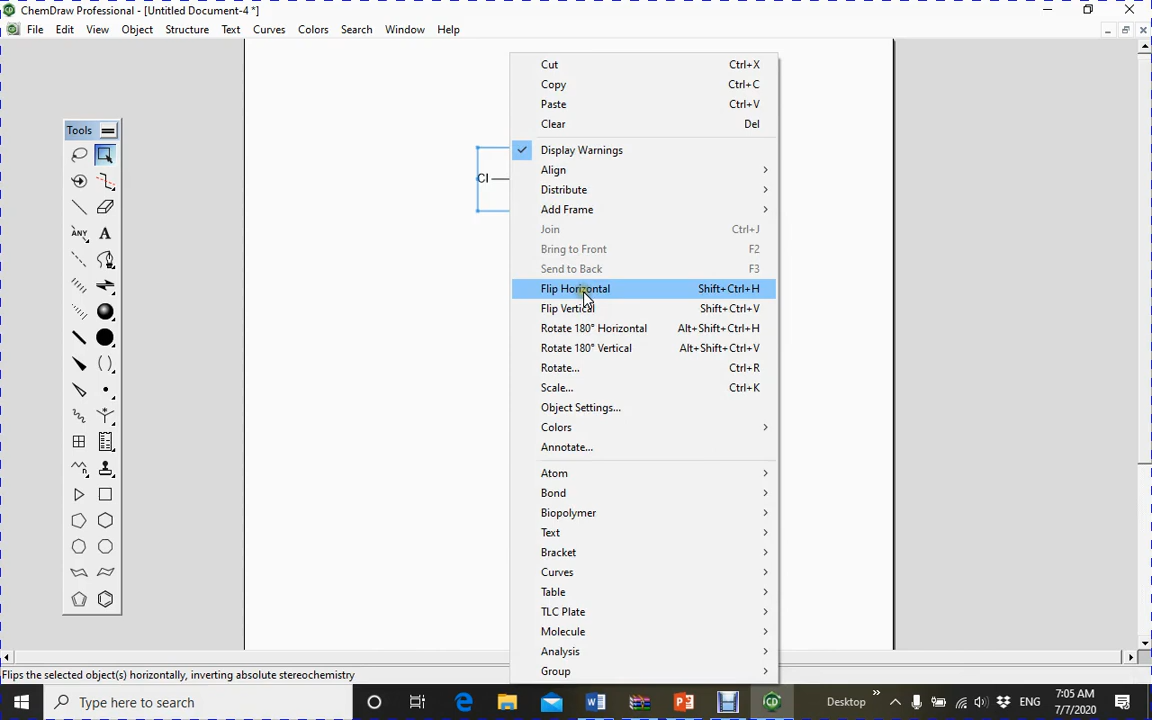 ChemDraw Professional - [Untitled Document-4 *]
File Edit View Object Structure Text Curves Colors Search Window Help
Tools
ANY A
Cl
Cut Ctrl+X
Copy Ctrl+C
Paste Ctrl+V
Clear Del
Display Warnings
Align
Distribute
Add Frame
Join Ctrl+J
Bring to Front F2
Send to Back F3
Flip Horizontal Shift+Ctrl+H
Flip Vertical Shift+Ctrl+V
Rotate 180° Horizontal Alt+Shift+Ctrl+H
Rotate 180° Vertical Alt+Shift+Ctrl+V
Rotate... Ctrl+R
Scale... Ctrl+K
Object Settings...
Colors
Annotate...
Atom
Bond
Biopolymer
Text
Bracket
Curves
Table
TLC Plate
Molecule
Analysis
Group
Flips the selected object(s) horizontally, inverting absolute stereochemistry
Type here to search
Desktop
ENG
7:05 AM
7/7/2020